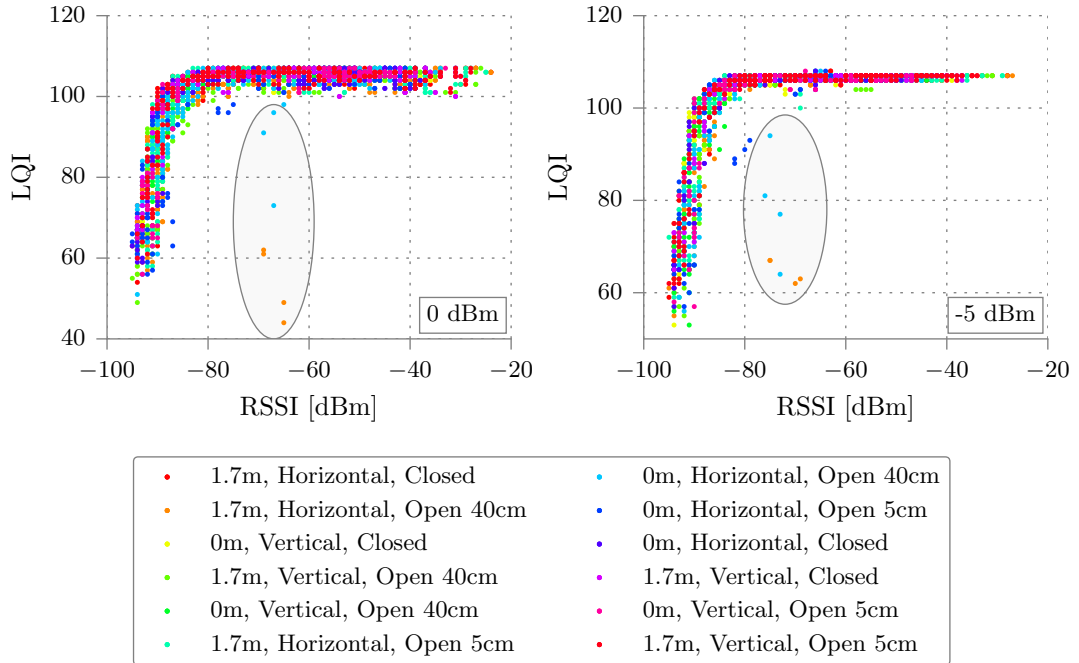 120
100
80
60
40
LQI
−100
−80
−60
−40
−20
RSSI [dBm]
0 dBm
120
100
80
60
LQI
−100
−80
−60
−40
−20
RSSI [dBm]
-5 dBm
1.7m, Horizontal, Closed
1.7m, Horizontal, Open 40cm
0m, Vertical, Closed
1.7m, Vertical, Open 40cm
0m, Vertical, Open 40cm
1.7m, Horizontal, Open 5cm
0m, Horizontal, Open 40cm
0m, Horizontal, Open 5cm
0m, Horizontal, Closed
1.7m, Vertical, Closed
0m, Vertical, Open 5cm
1.7m, Vertical, Open 5cm